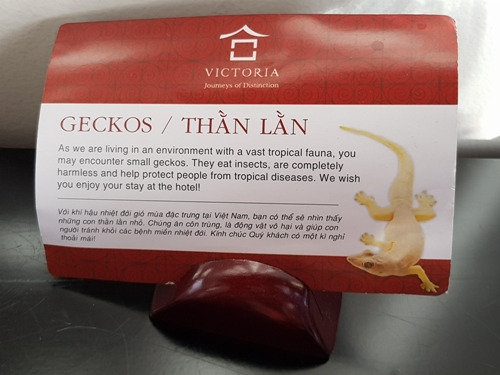 VICTORIA
Journeys of Distinction
GECKOS / THẰN LẰN
As we are living in an environment with a vast tropical fauna, you
may encounter small geckos. They eat insects, are completely
harmless and help protect people from tropical diseases. We wish
you enjoy your stay at the hotel!
Với khí hậu nhiệt đới gió mùa đặc trưng tại Việt Nam, bạn có thể sẽ nhìn thấy
những con thằn lằn nhỏ. Chúng ăn côn trùng, là động vật vô hại và giúp con
người tránh khỏi các bệnh miền nhiệt đới. Kính chúc Quý khách có một kì nghỉ
thoải mái!